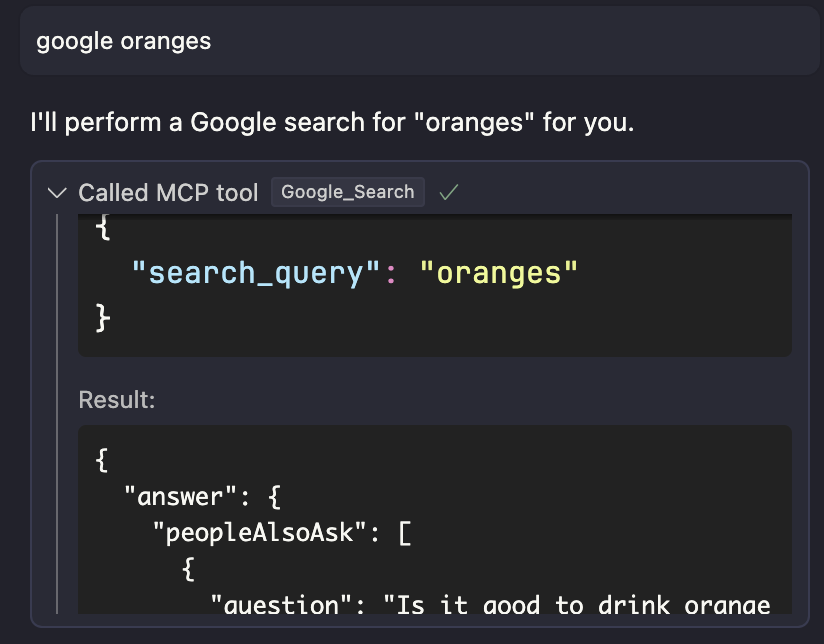 google oranges
I'll perform a Google search for "oranges" for you.
Called MCP tool Google_Search
{
"search_query": "oranges"
}
Result:
{
"answer": {
"peopleAlsoAsk": [
{
"question": "Is it good to drink orange